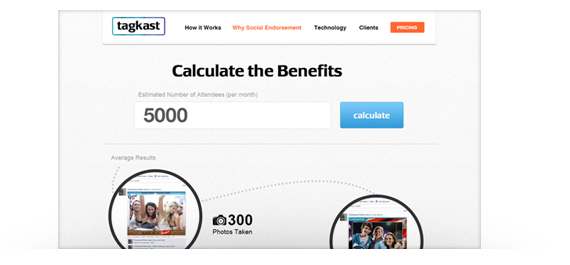 tagkast
How it Works Why Social Endorsement Technology Clients PRICING
Calculate the Benefits
Estimated Number of Attendees (per month)
5000 calculate
Average Results
300
Photos Taken